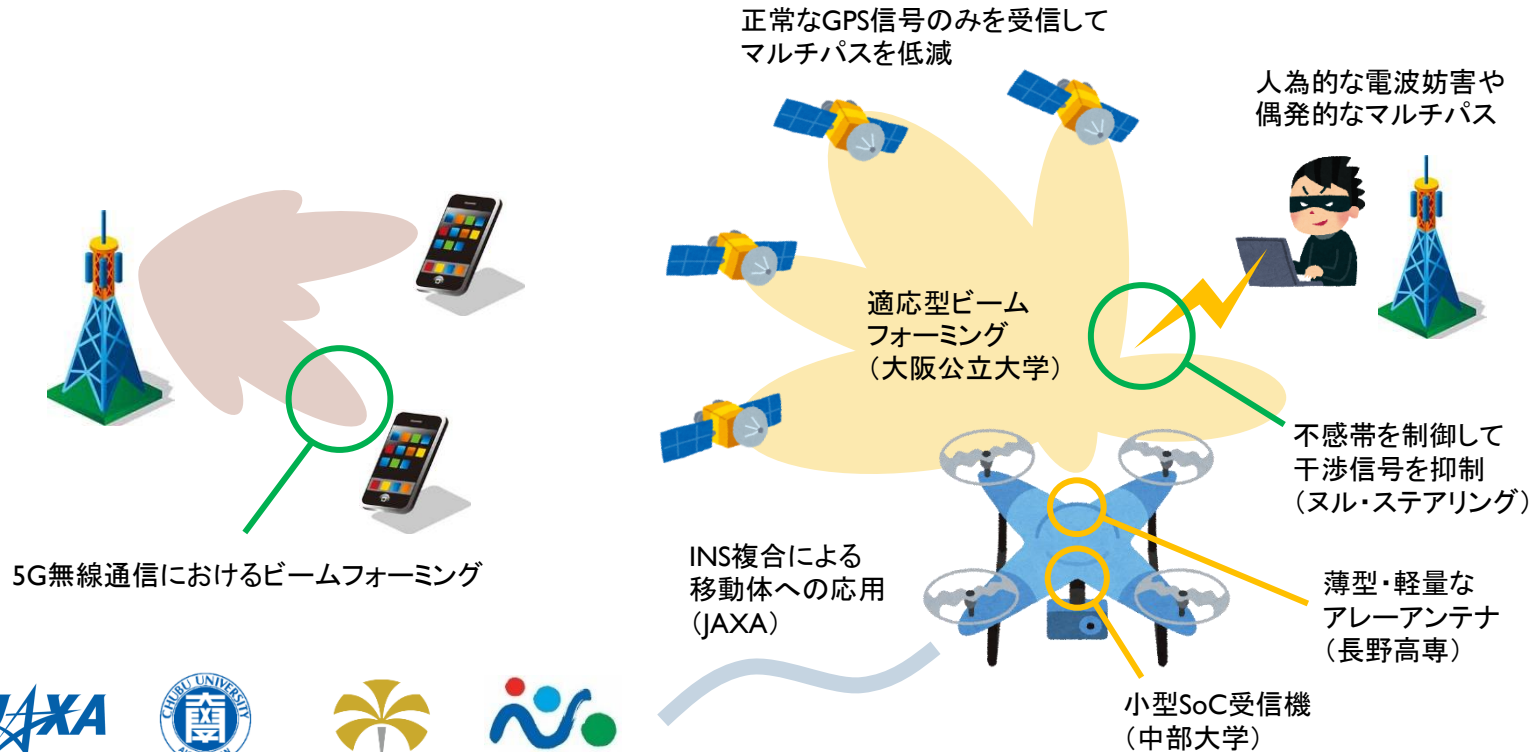 正常なGPS信号のみを受信して
マルチパスを低減
人為的な電波妨害や
偶発的なマルチパス
適応型ビーム
フォーミング
（大阪公立大学）
不感帯を制御して
干渉信号を抑制
（ヌル・ステアリング）
5G無線通信におけるビームフォーミング
INS複合による
移動体への応用
（JAXA）
薄型・軽量な
アレーアンテナ
（長野高専）
小型SoC受信機
（中部大学）
JAXA
CHUBU UNIVERSITY